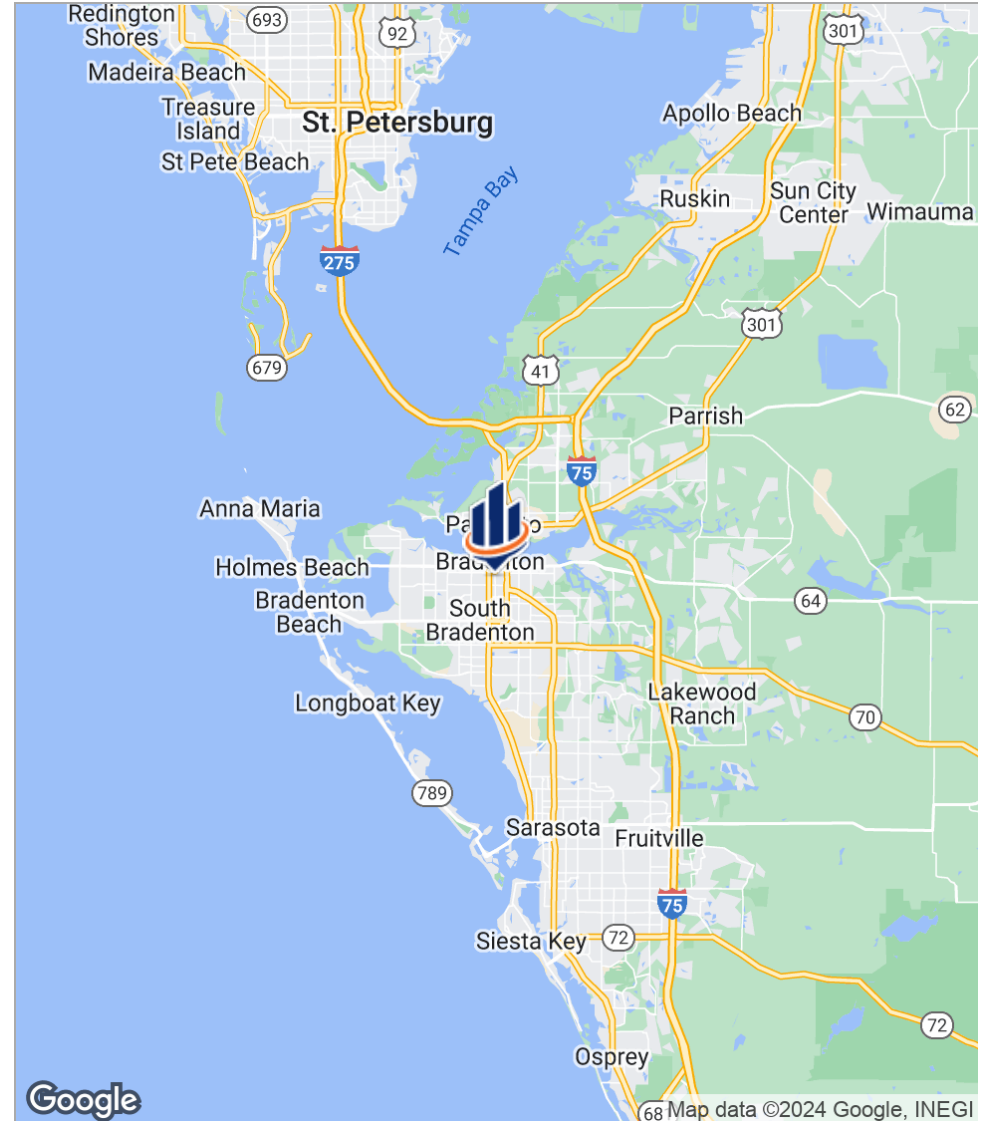 Redington
Shores
693
92
301
Madeira Beach
Treasure
Island
St. Petersburg
Apollo Beach
St Pete Beach
Tampa Bay
Ruskin
Sun City
Center
Wimauma
275
301
679
41
Parrish
62
75
Anna Maria
Bradenton
Holmes Beach
Bradenton
Beach
South
Bradenton
64
Longboat Key
Lakewood
Ranch
70
789
Sarasota
Fruitville
75
Siesta Key
72
72
Osprey
Google
Map data ©2024 Google, INEGI